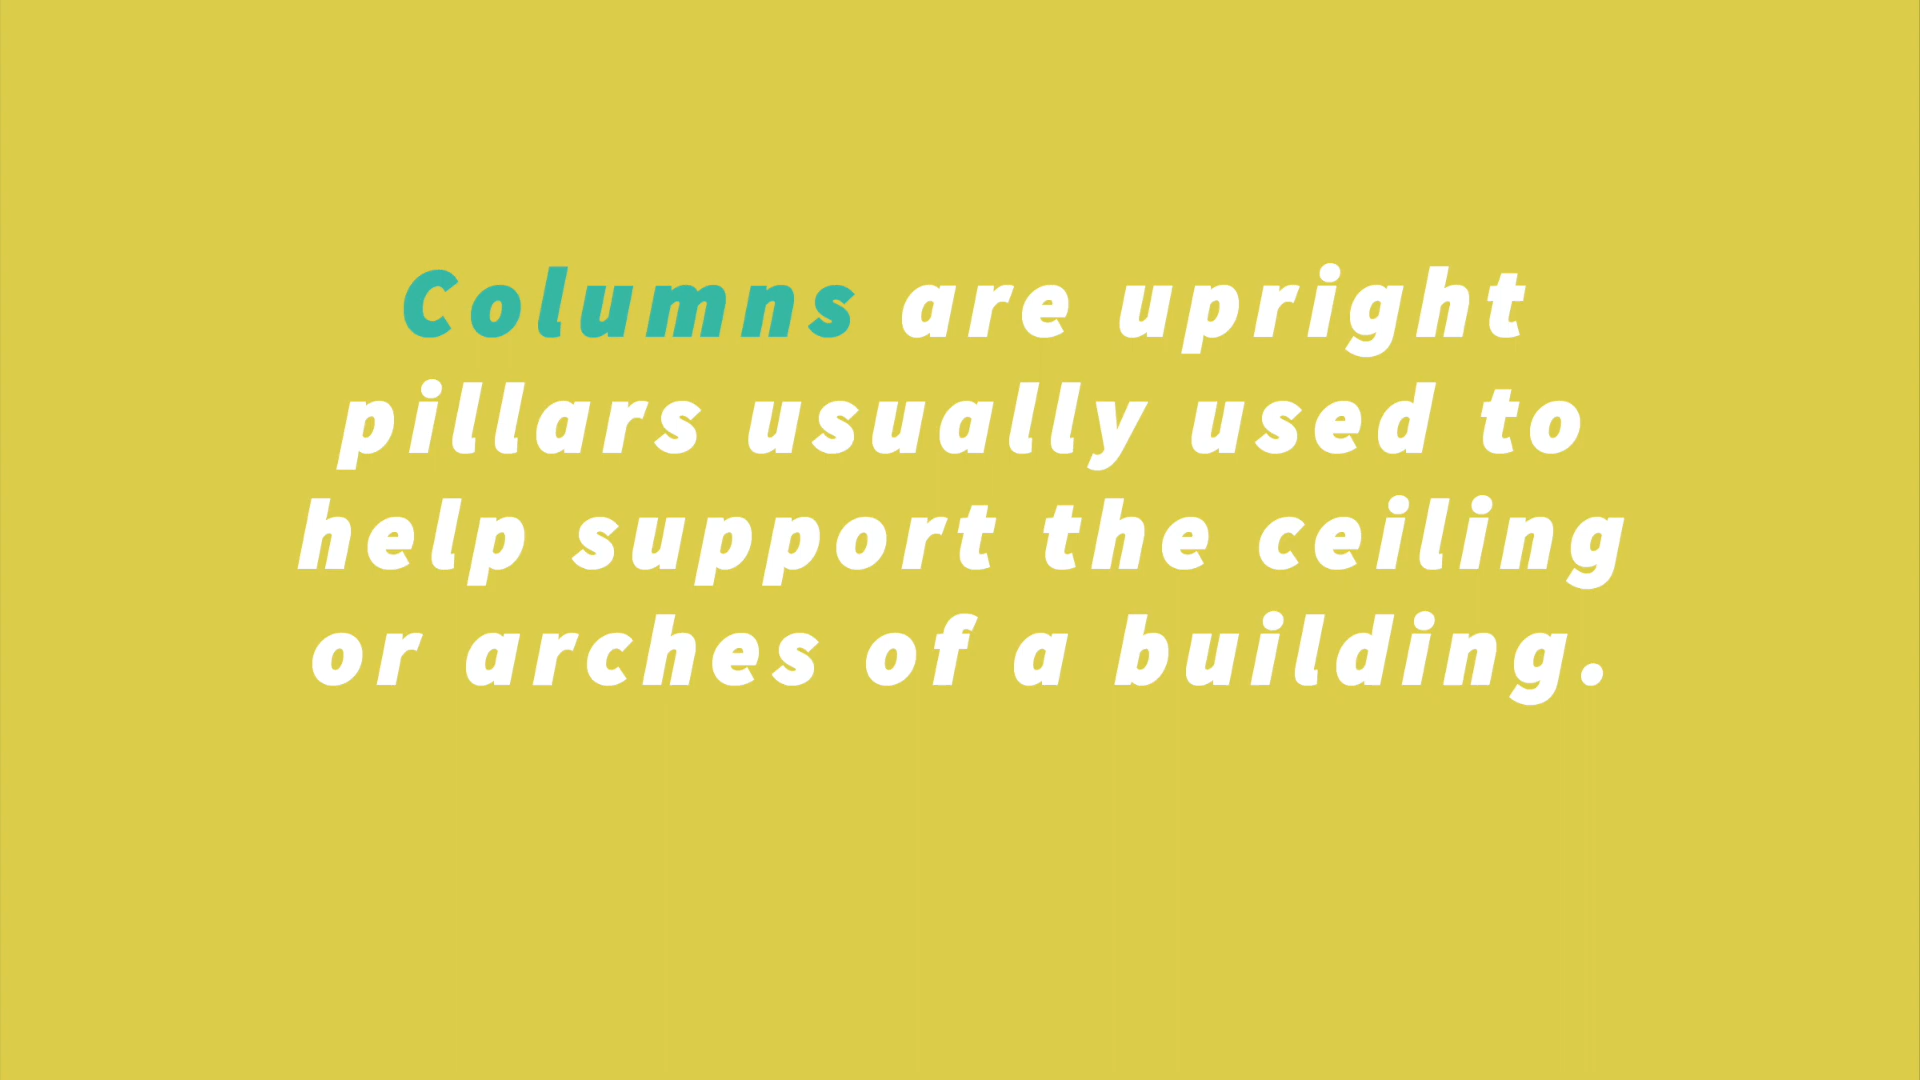 Columns are upright
pillars usually used to
help support the ceiling
or arches of a building.